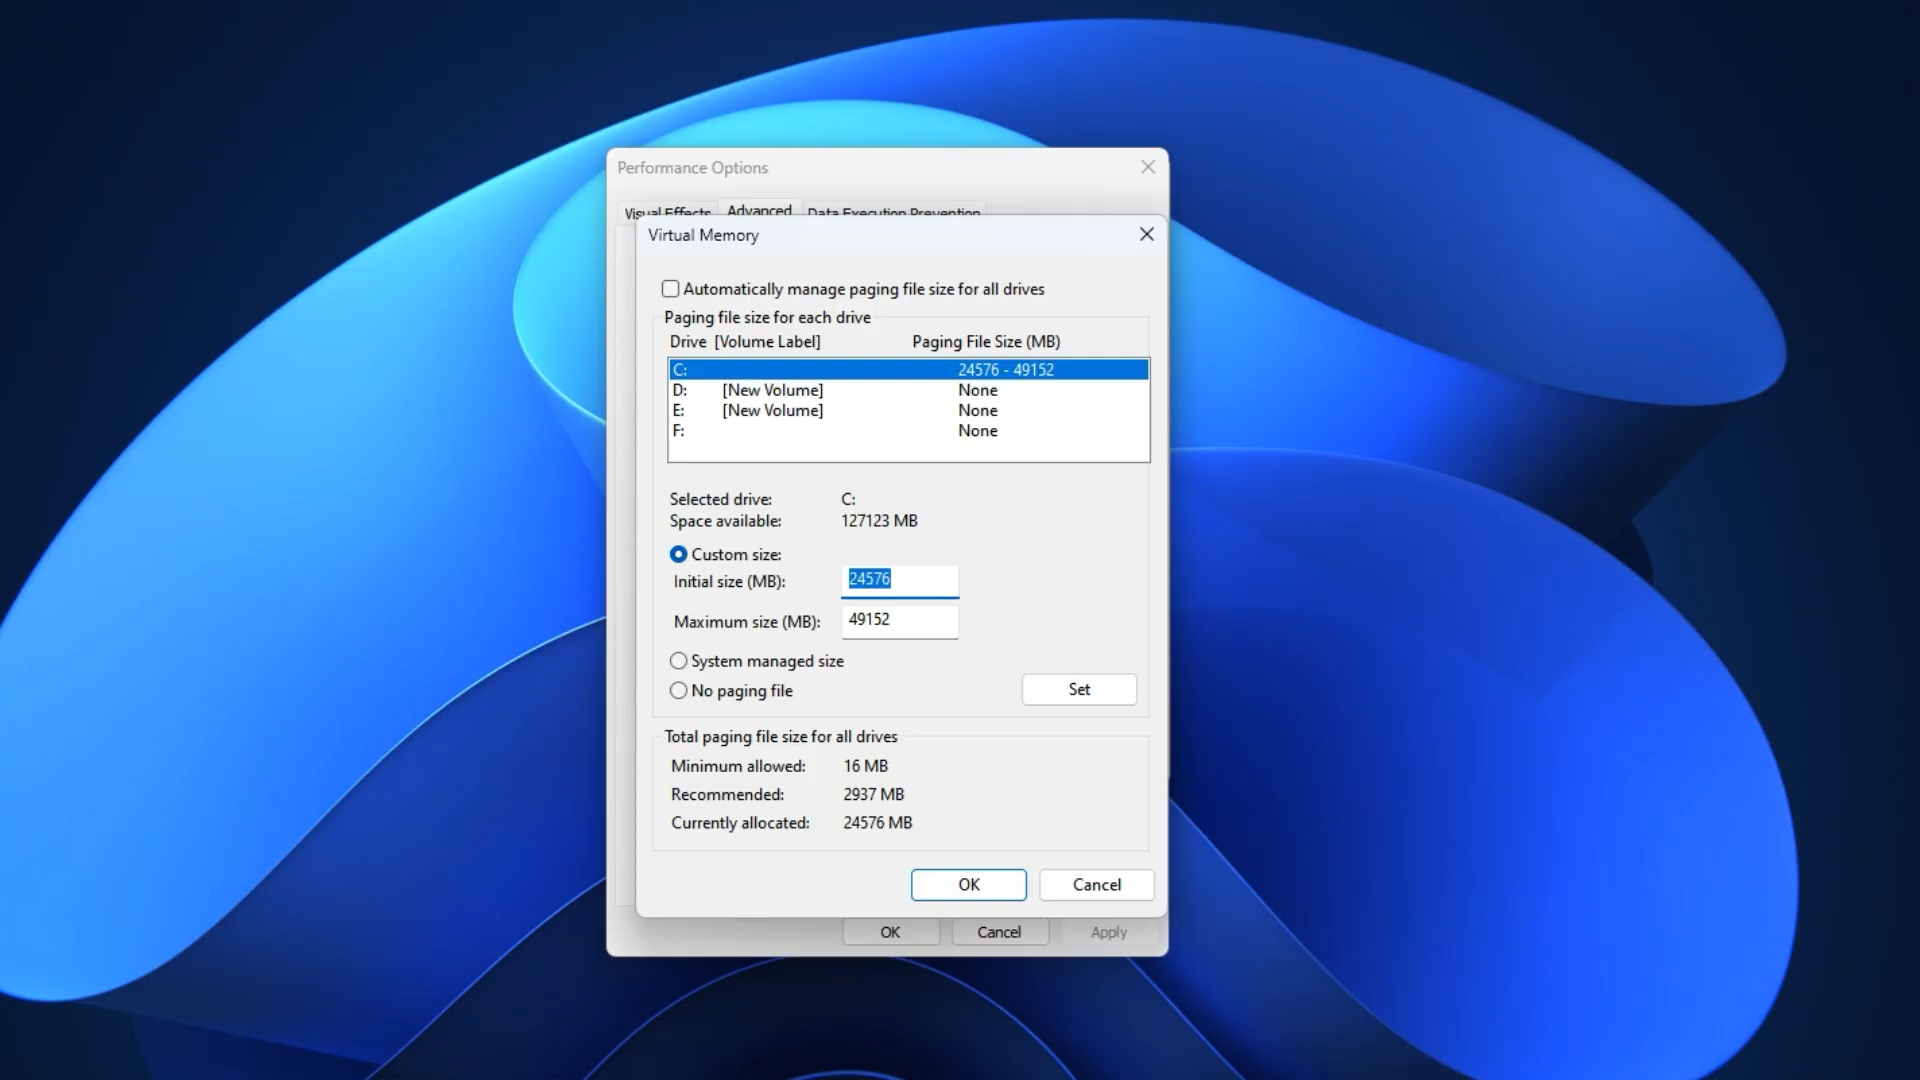 Performance Options
Visual Effects Advanced Data Execution Prevention
Virtual Memory
Automatically manage paging file size for all drives
Paging file size for each drive
Drive [Volume Label] Paging File Size (MB)
C: 24576 - 49152
D: [New Volume] None
E: [New Volume] None
F: None
Selected drive: C:
Space available: 127123 MB
Custom size:
Initial size (MB): 24576
Maximum size (MB): 49152
System managed size
No paging file Set
Total paging file size for all drives
Minimum allowed: 16 MB
Recommended: 2937 MB
Currently allocated: 24576 MB
OK Cancel
OK Cancel Apply